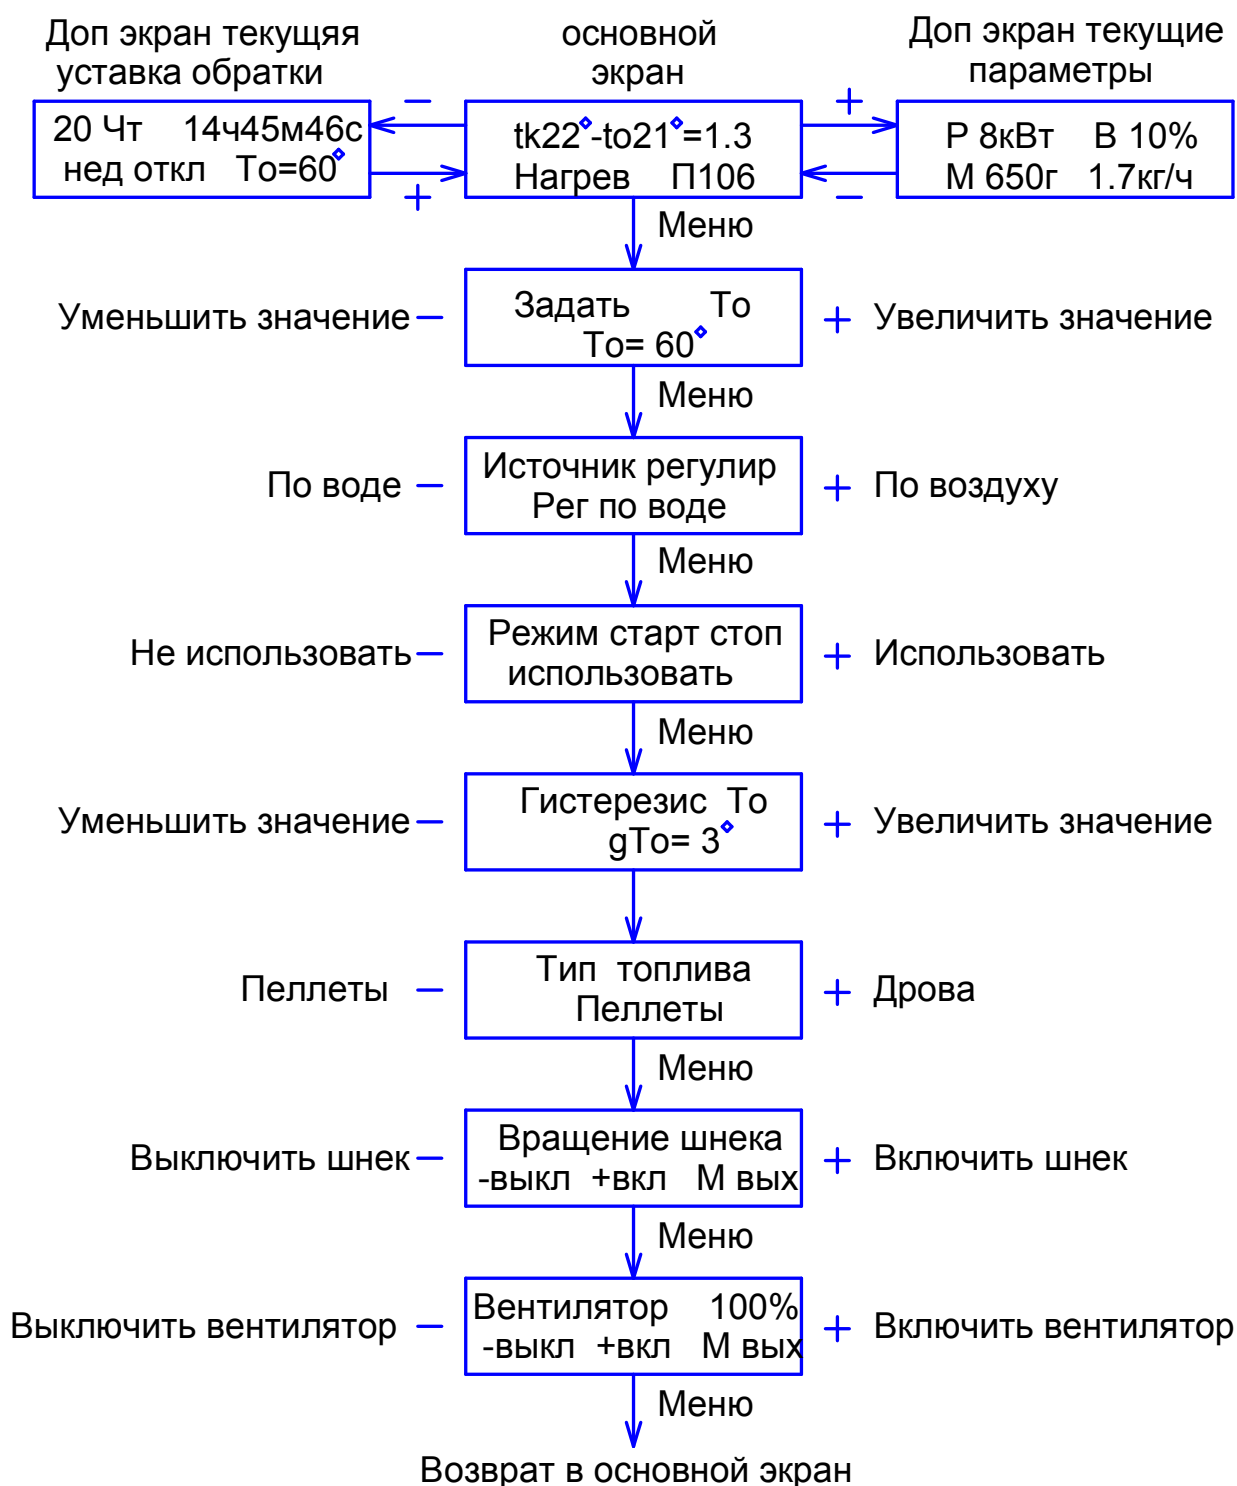 Доп экран текущяя
уставка обратки
основной
экран
Доп экран текущие
параметры
20 Чт 14ч45м46с
нед откл То=60°
−
+
tk22°-to21°=1.3
Нагрев П106
+
−
Р 8кВт В 10%
М 650г 1.7кг/ч
Меню
Уменьшить значение −
Задать То
То= 60°
+ Увеличить значение
Меню
По воде −
Источник регулир
Рег по воде
+ По воздуху
Меню
Не использовать −
Режим старт стоп
использовать
+ Использовать
Меню
Уменьшить значение −
Гистерезис То
gТо= 3°
+ Увеличить значение
Пеллеты −
Тип топлива
Пеллеты
+ Дрова
Меню
Выключить шнек −
Вращение шнека
-выкл +вкл М вых
+ Включить шнек
Меню
Выключить вентилятор −
Вентилятор 100%
-выкл +вкл М вых
+ Включить вентилятор
Меню
Возврат в основной экран